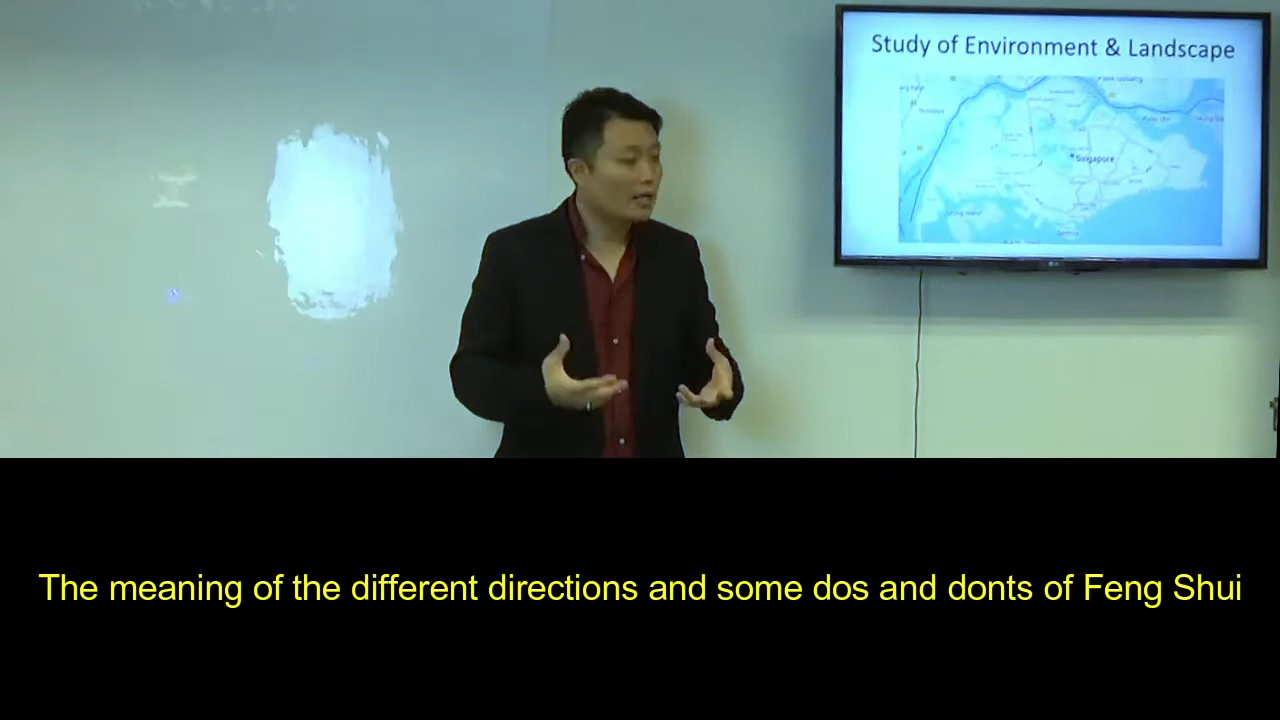 Study of Environment & Landscape
Singapore
LG
The meaning of the different directions and some dos and donts of Feng Shui